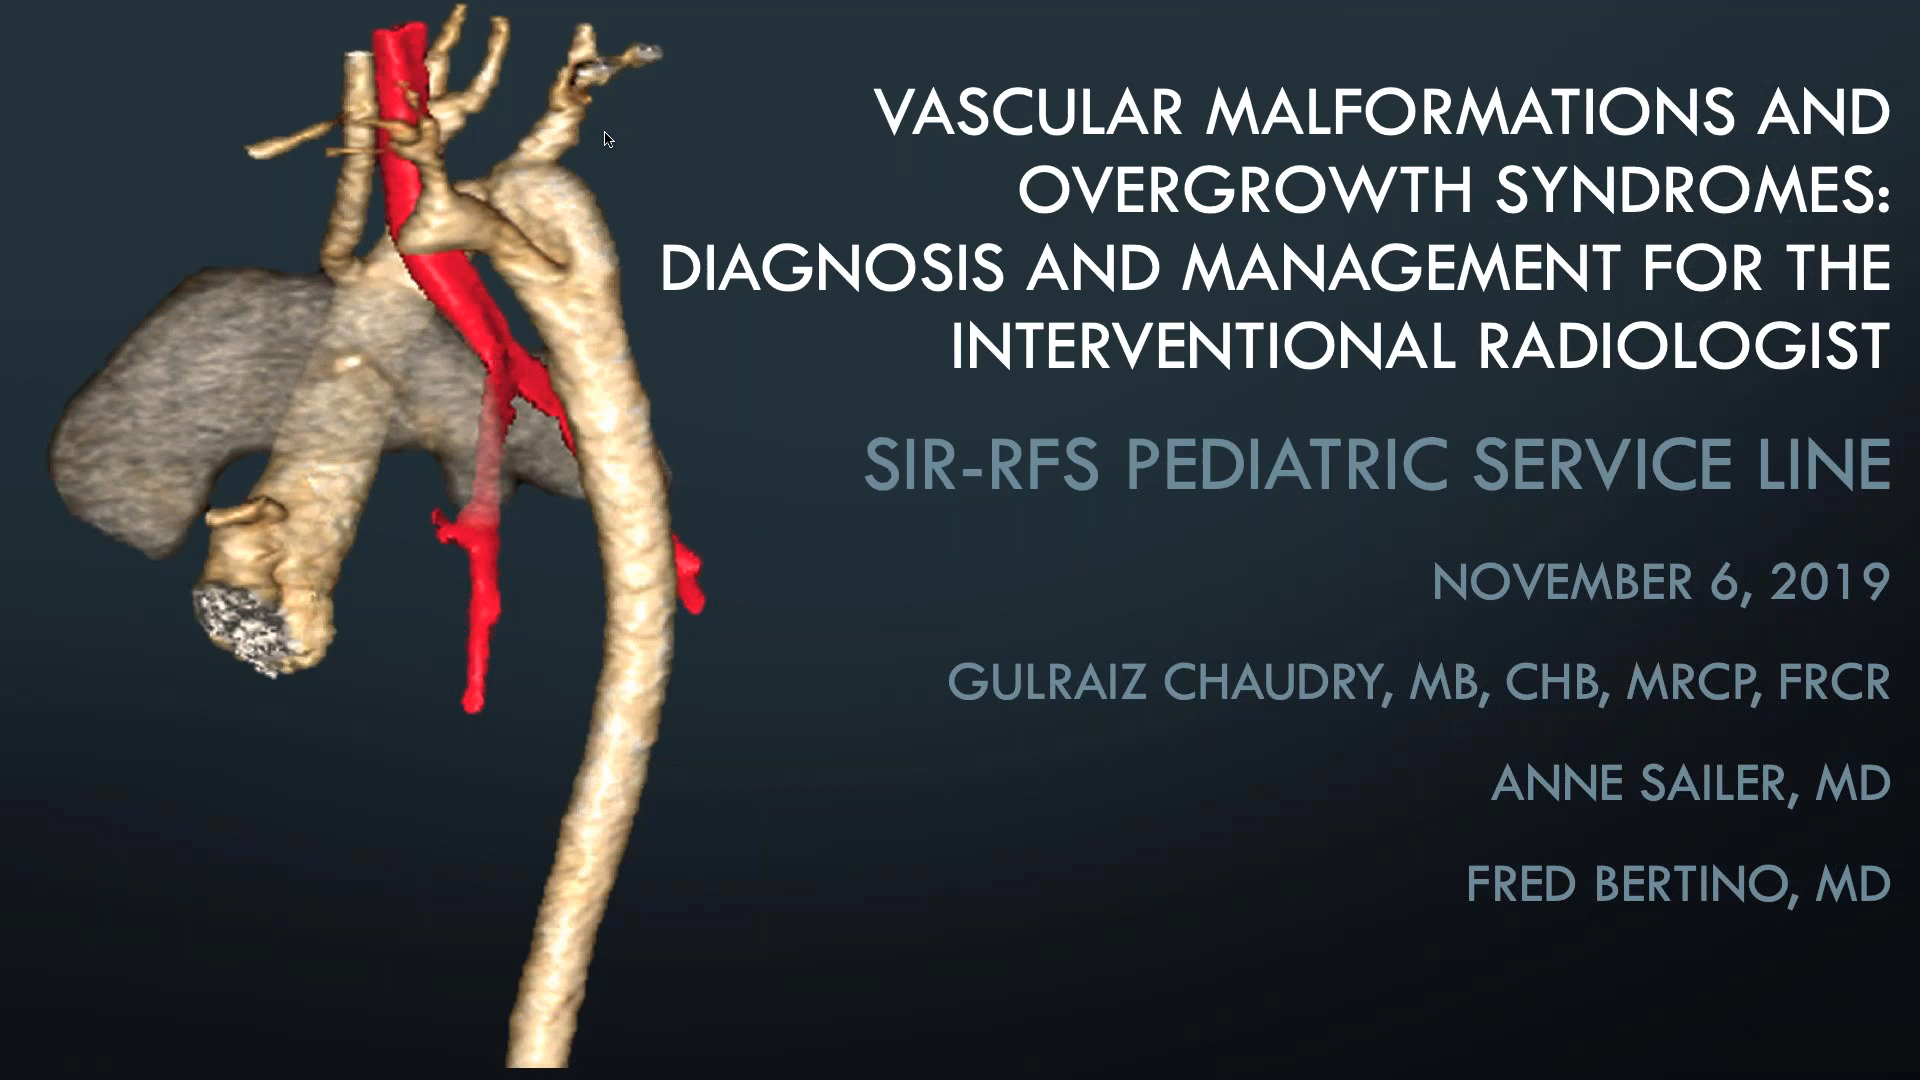 VASCULAR MALFORMATIONS AND
OVERGROWTH SYNDROMES:
DIAGNOSIS AND MANAGEMENT FOR THE
INTERVENTIONAL RADIOLOGIST
SIR-RFS PEDIATRIC SERVICE LINE
NOVEMBER 6, 2019
GULRAIZ CHAUDRY, MB, CHB, MRCP, FRCR
ANNE SAILER, MD
FRED BERTINO, MD